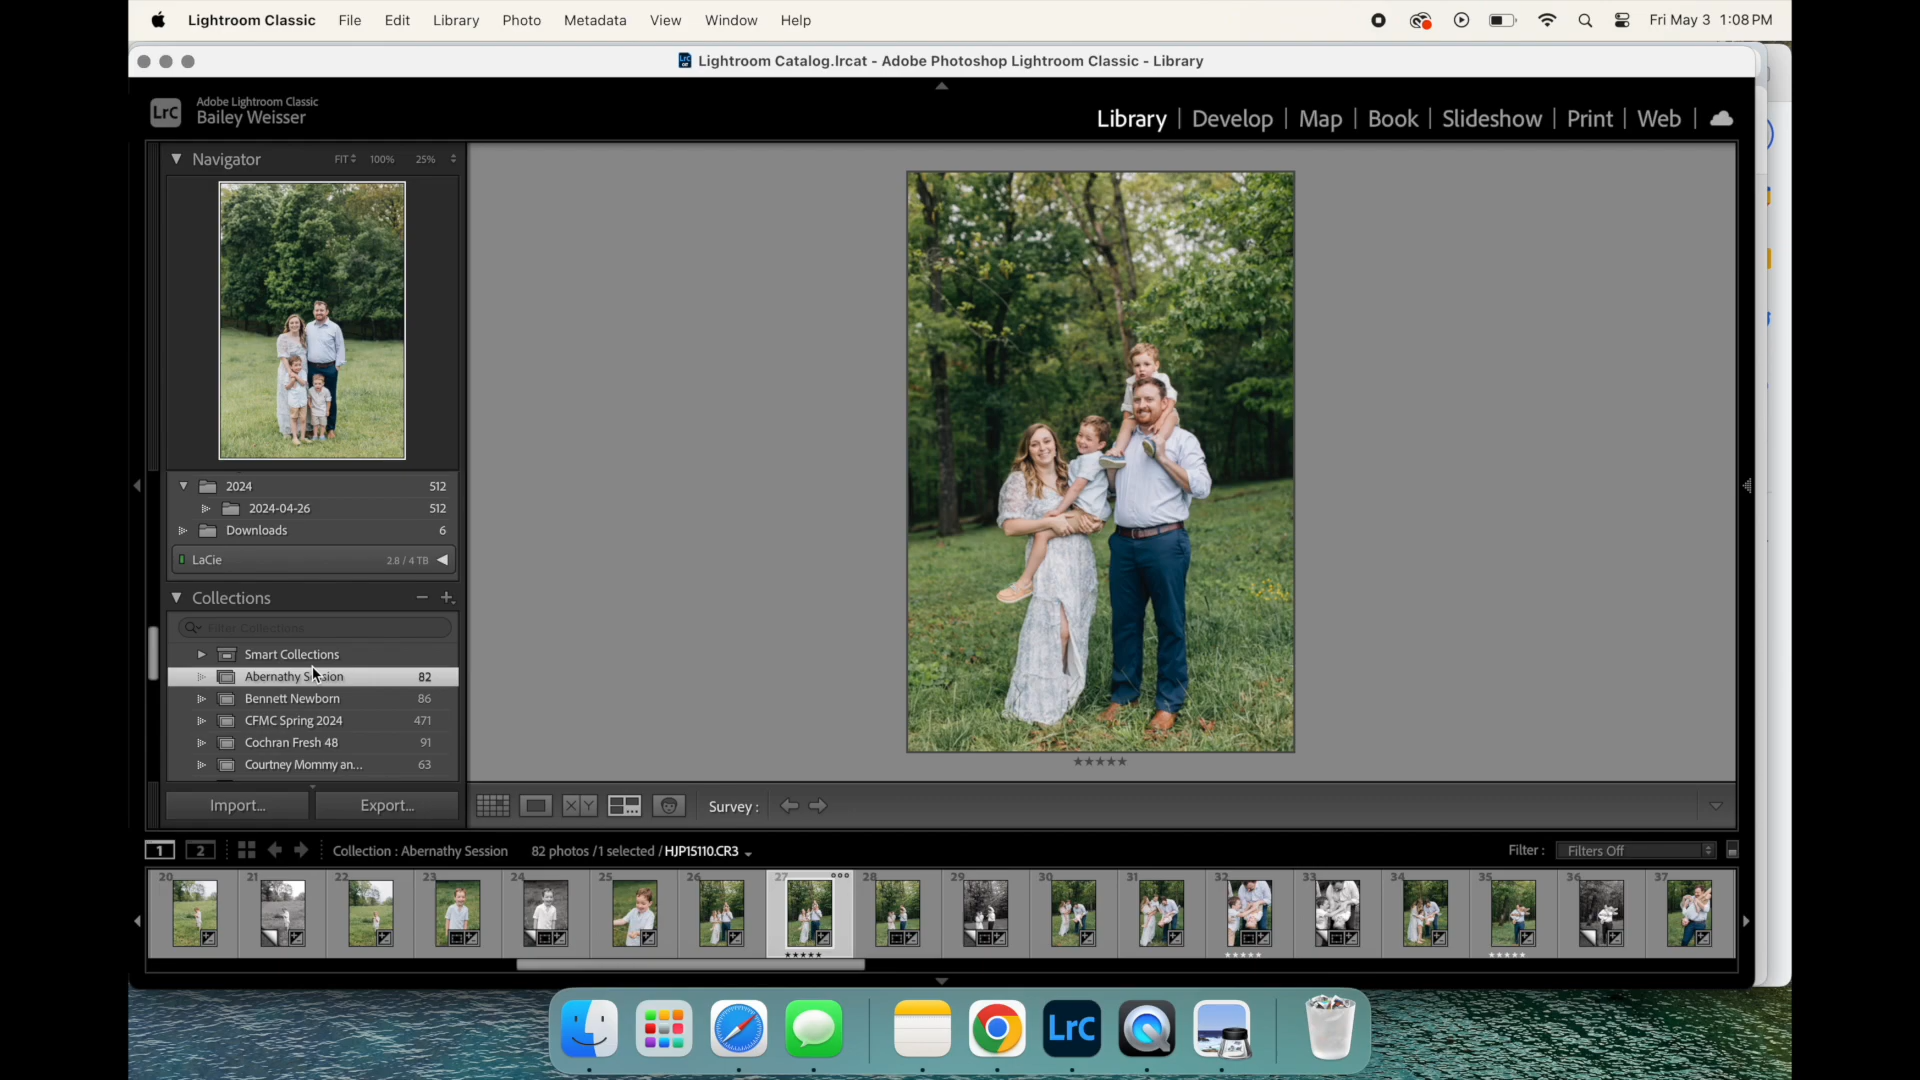 Lightroom Classic File Edit Library Photo Metadata View Window Help Fri May 3 1:08 PM
Lightroom Catalog.lrcat - Adobe Photoshop Lightroom Classic - Library
LrC Adobe Lightroom Classic
Bailey Weisser
Library | Develop | Map | Book | Slideshow | Print | Web
Navigator FIT 100% 25%
2024 512
2024-04-26 512
Downloads 6
LaCie 2.8 / 4 TB
Collections
Filter Collections
Smart Collections
Abernathy Session 82
Bennett Newborn 86
CFMC Spring 2024 471
Cochran Fresh 48 91
Courtney Mommy an... 63
Import... Export... X Y Survey :
1 2 Collection : Abernathy Session 82 photos / 1 selected / HJP15110.CR3 Filter : Filters Off
20 21 22 23 24 25 26 27 28 29 30 31 32 33 34 35 36 37
LrC